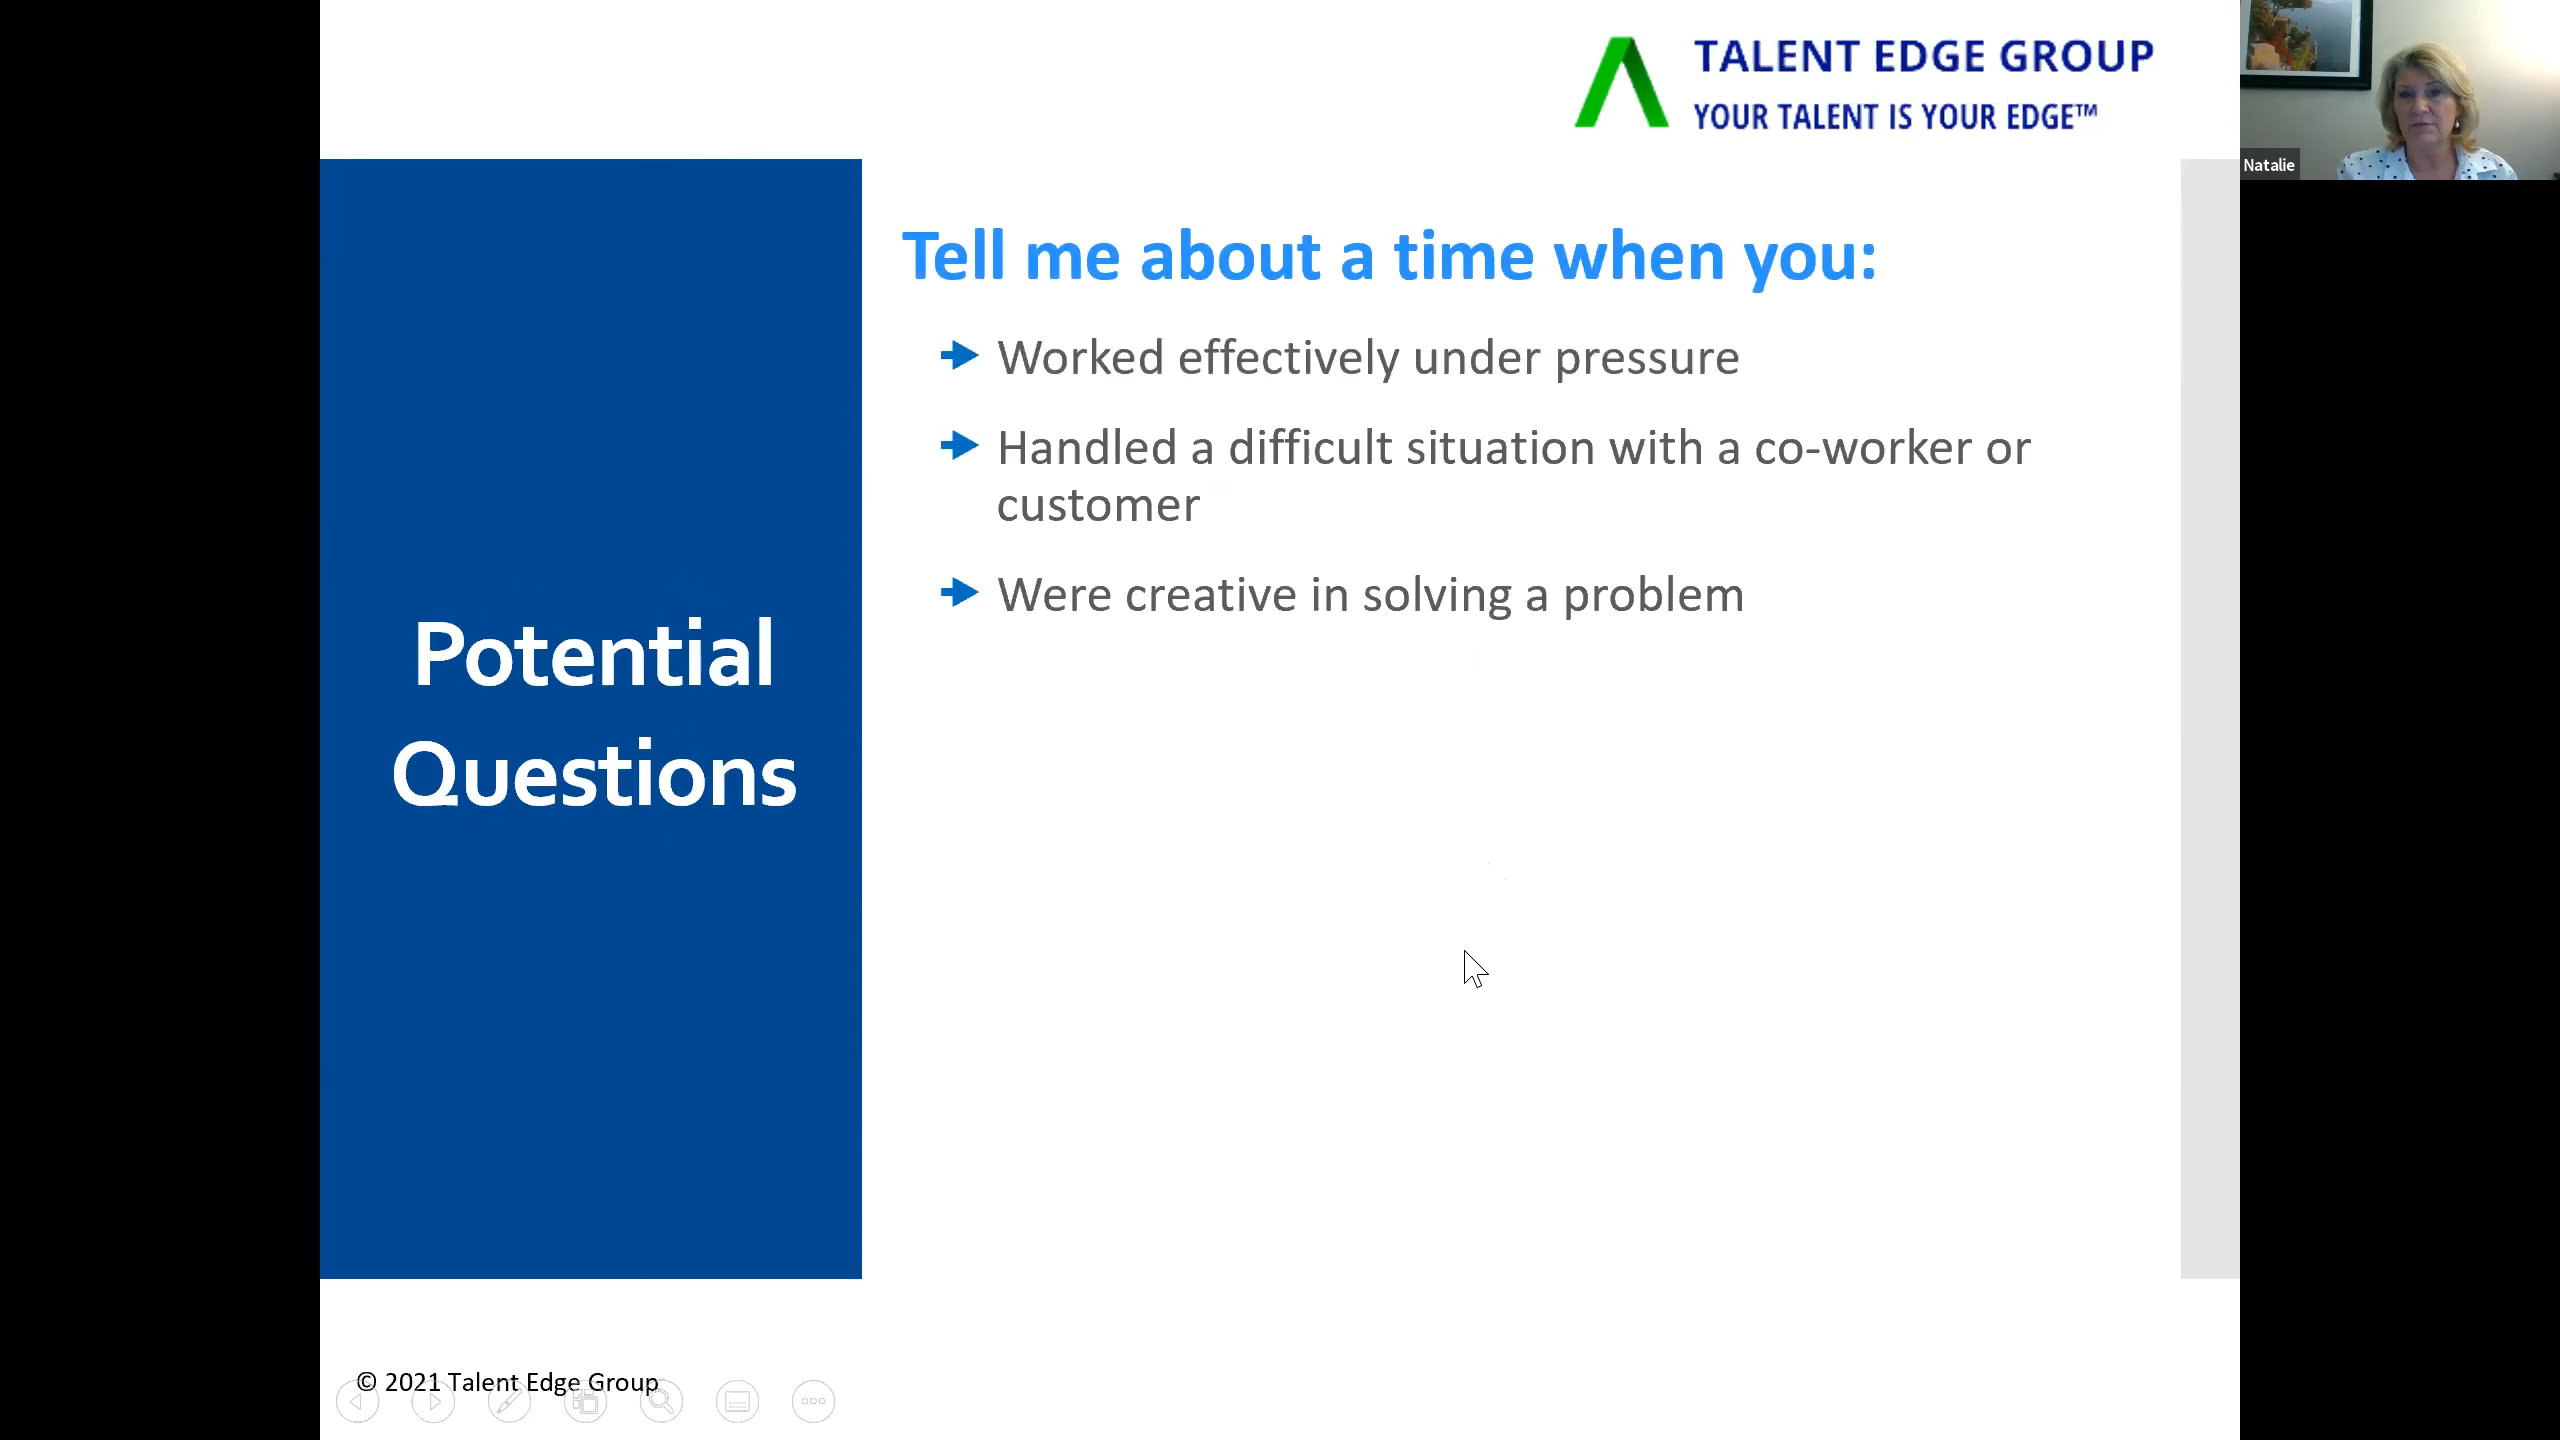 TALENT EDGE GROUP
YOUR TALENT IS YOUR EDGE™
Natalie
Potential
Questions
Tell me about a time when you:
Worked effectively under pressure
Handled a difficult situation with a co-worker or
customer
Were creative in solving a problem
© 2021 Talent Edge Group